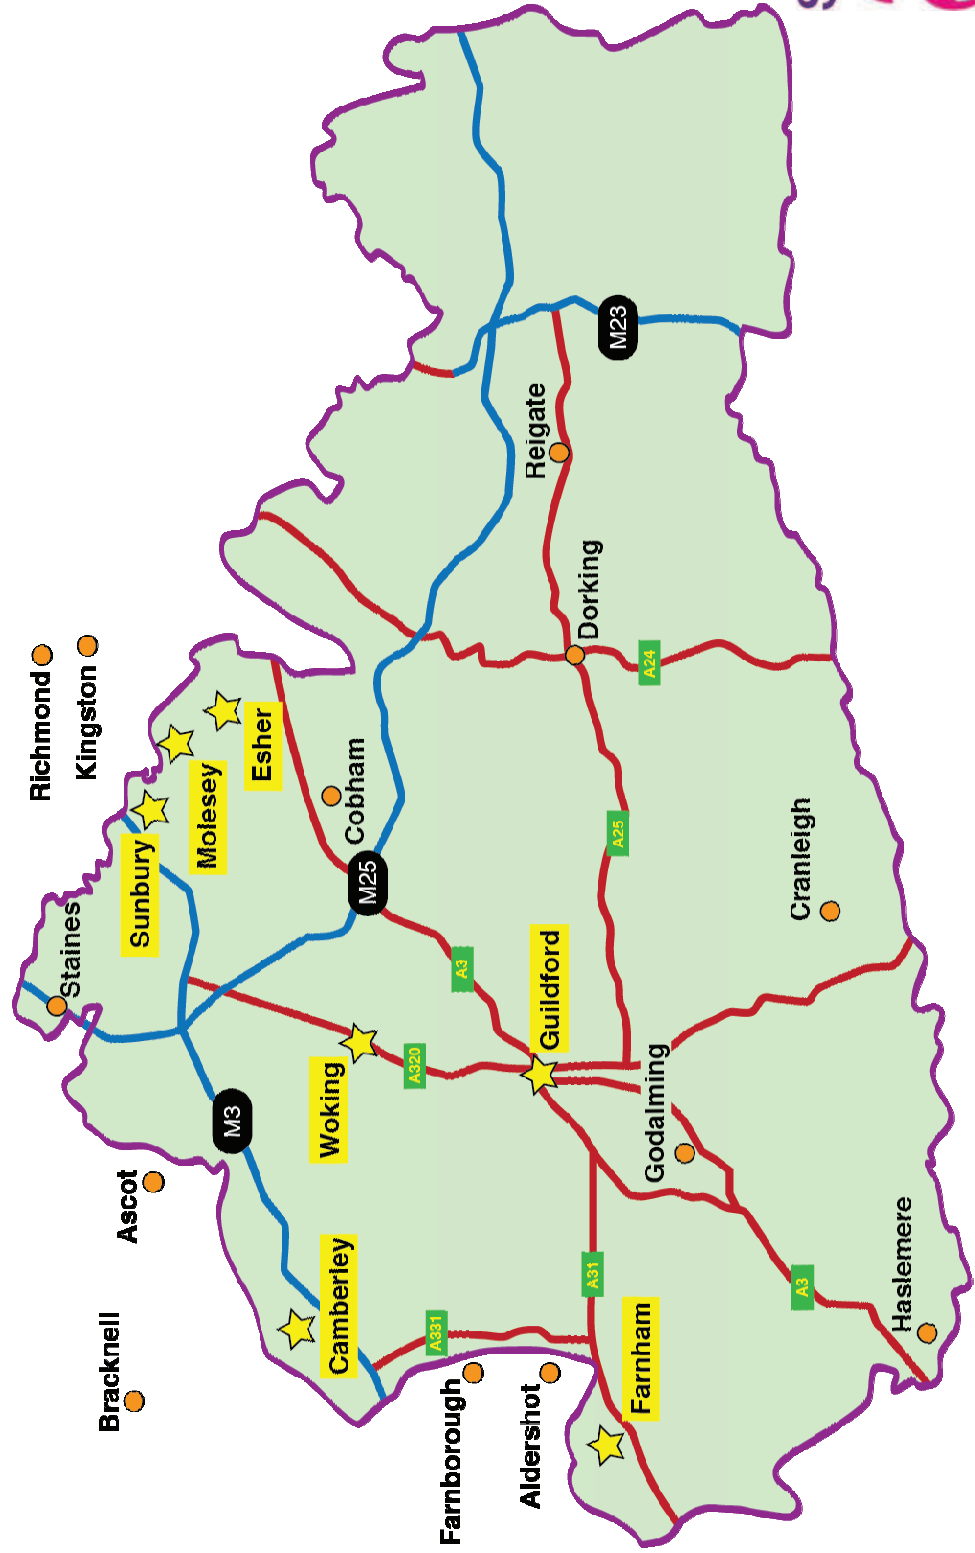 Richmond
Kingston
Staines
Sunbury
Molesey
Esher
Ascot
Bracknell
M3
Cobham
M25
Woking
Camberley
A320
A3
A331
Farnborough
Guildford
Aldershot
Reigate
M23
Dorking
A24
A25
A31
Farnham
Godalming
Cranleigh
A3
Haslemere